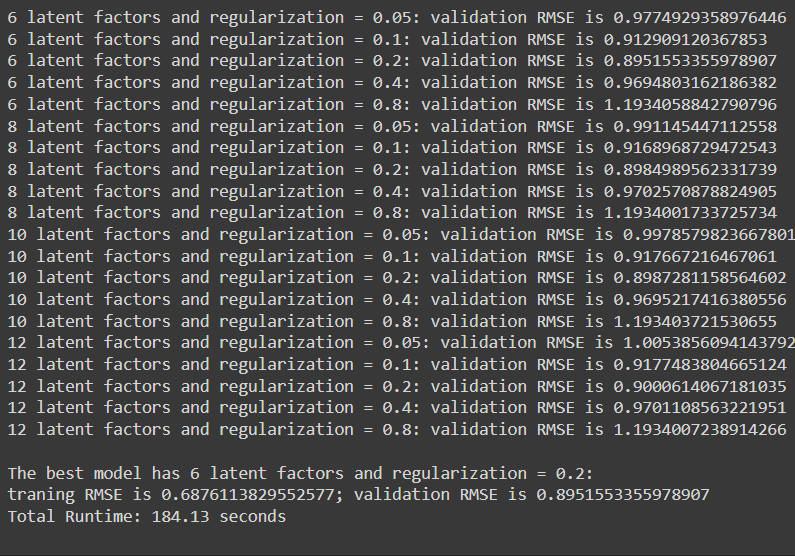 6 latent factors and regularization = 0.05: validation RMSE is 0.9774929358976446
6 latent factors and regularization = 0.1: validation RMSE is 0.912909120367853
6 latent factors and regularization = 0.2: validation RMSE is 0.8951553355978907
6 latent factors and regularization = 0.4: validation RMSE is 0.9694803162186382
6 latent factors and regularization = 0.8: validation RMSE is 1.1934058842790796
8 latent factors and regularization = 0.05: validation RMSE is 0.991145447112558
8 latent factors and regularization = 0.1: validation RMSE is 0.9168968729472543
8 latent factors and regularization = 0.2: validation RMSE is 0.8984989562331739
8 latent factors and regularization = 0.4: validation RMSE is 0.9702570878824905
8 latent factors and regularization = 0.8: validation RMSE is 1.1934001733725734
10 latent factors and regularization = 0.05: validation RMSE is 0.9978579823667801
10 latent factors and regularization = 0.1: validation RMSE is 0.917667216467061
10 latent factors and regularization = 0.2: validation RMSE is 0.8987281158564602
10 latent factors and regularization = 0.4: validation RMSE is 0.9695217416380556
10 latent factors and regularization = 0.8: validation RMSE is 1.193403721530655
12 latent factors and regularization = 0.05: validation RMSE is 1.0053856094143792
12 latent factors and regularization = 0.1: validation RMSE is 0.9177483804665124
12 latent factors and regularization = 0.2: validation RMSE is 0.9000614067181035
12 latent factors and regularization = 0.4: validation RMSE is 0.9701108563221951
12 latent factors and regularization = 0.8: validation RMSE is 1.1934007238914266

The best model has 6 latent factors and regularization = 0.2:
traning RMSE is 0.6876113829552577; validation RMSE is 0.8951553355978907
Total Runtime: 184.13 seconds